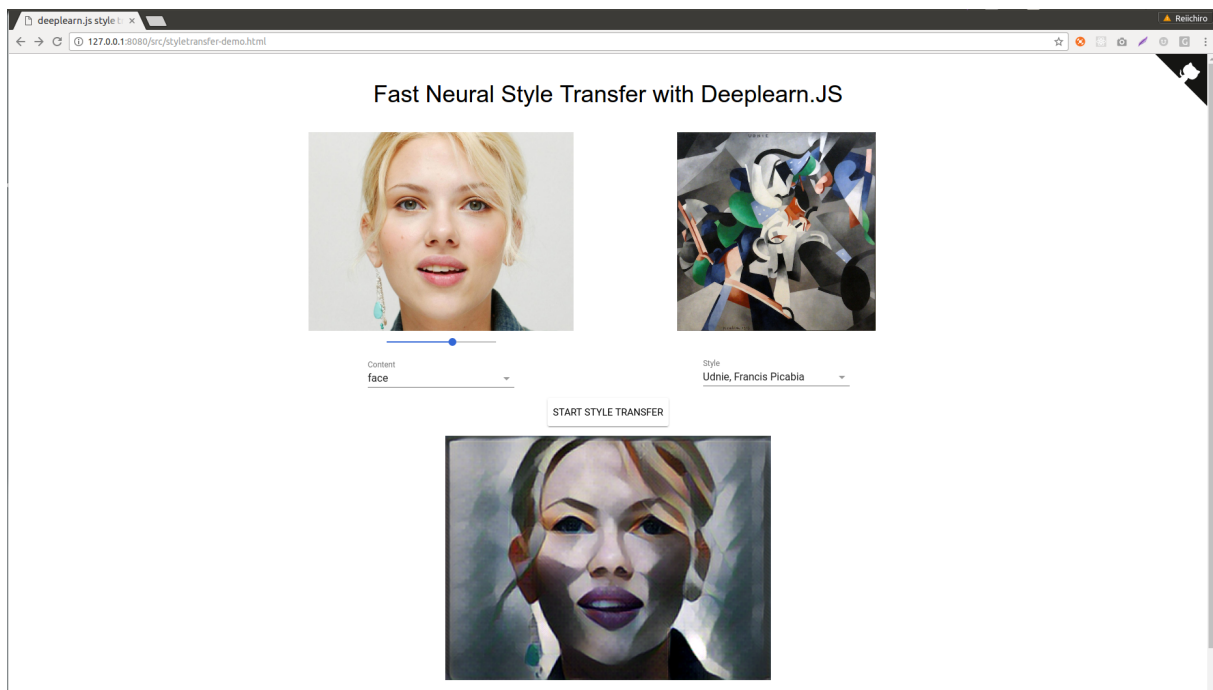 deeplearn.js style t
Reiichiro
127.0.0.1:8080/src/styletransfer-demo.html
Fast Neural Style Transfer with Deeplearn.JS
Content
face
Style
Udnie, Francis Picabia
START STYLE TRANSFER